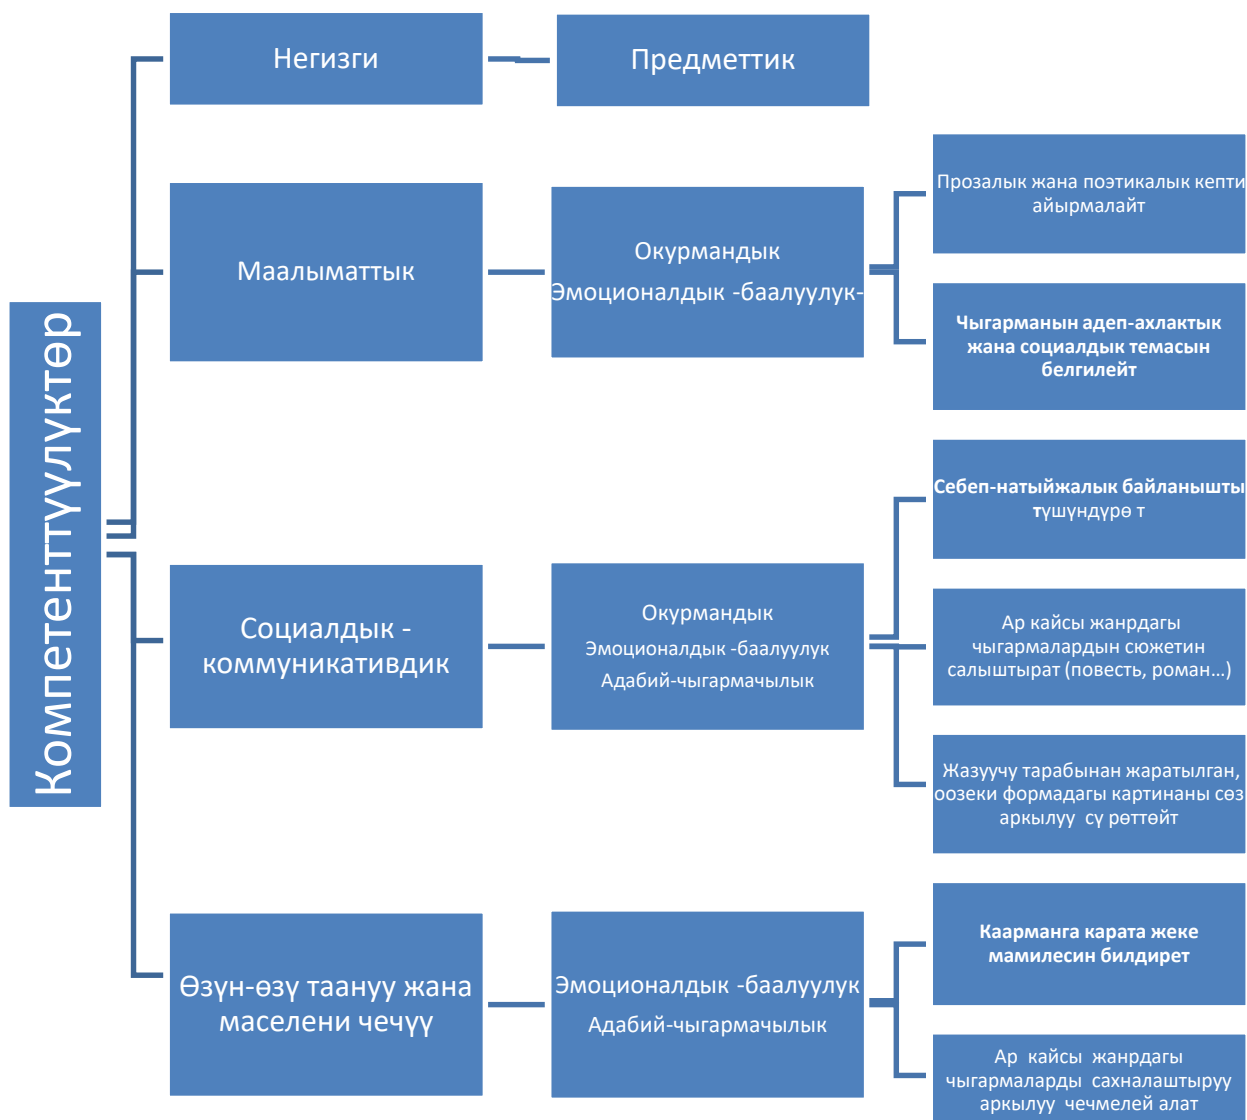 Компетенттүүлүктөр
Негизги
Предметтик
Маалыматтык
Окурмандык
Эмоционалдык -баалуулук-
Прозалык жана поэтикалык кепти
айырмалайт
Чыгарманын адеп-ахлактык
жана социалдык темасын
белгилейт
Социалдык -
коммуникативдик
Окурмандык
Эмоционалдык -баалуулук
Адабий-чыгармачылык
Себеп-натыйжалык байланышты
түшүндүрө т
Ар кайсы жанрдагы
чыгармалардын сюжетин
салыштырат (повесть, роман...)
Жазуучу тарабынан жаратылган,
оозеки формадагы картинаны сөз
аркылуу сү рөттөйт
Өзүн-өзү таануу жана
маселени чечүү
Эмоционалдык -баалуулук
Адабий-чыгармачылык
Каарманга карата жеке
мамилесин билдирет
Ар кайсы жанрдагы
чыгармаларды сахналаштыруу
аркылуу чечмелей алат